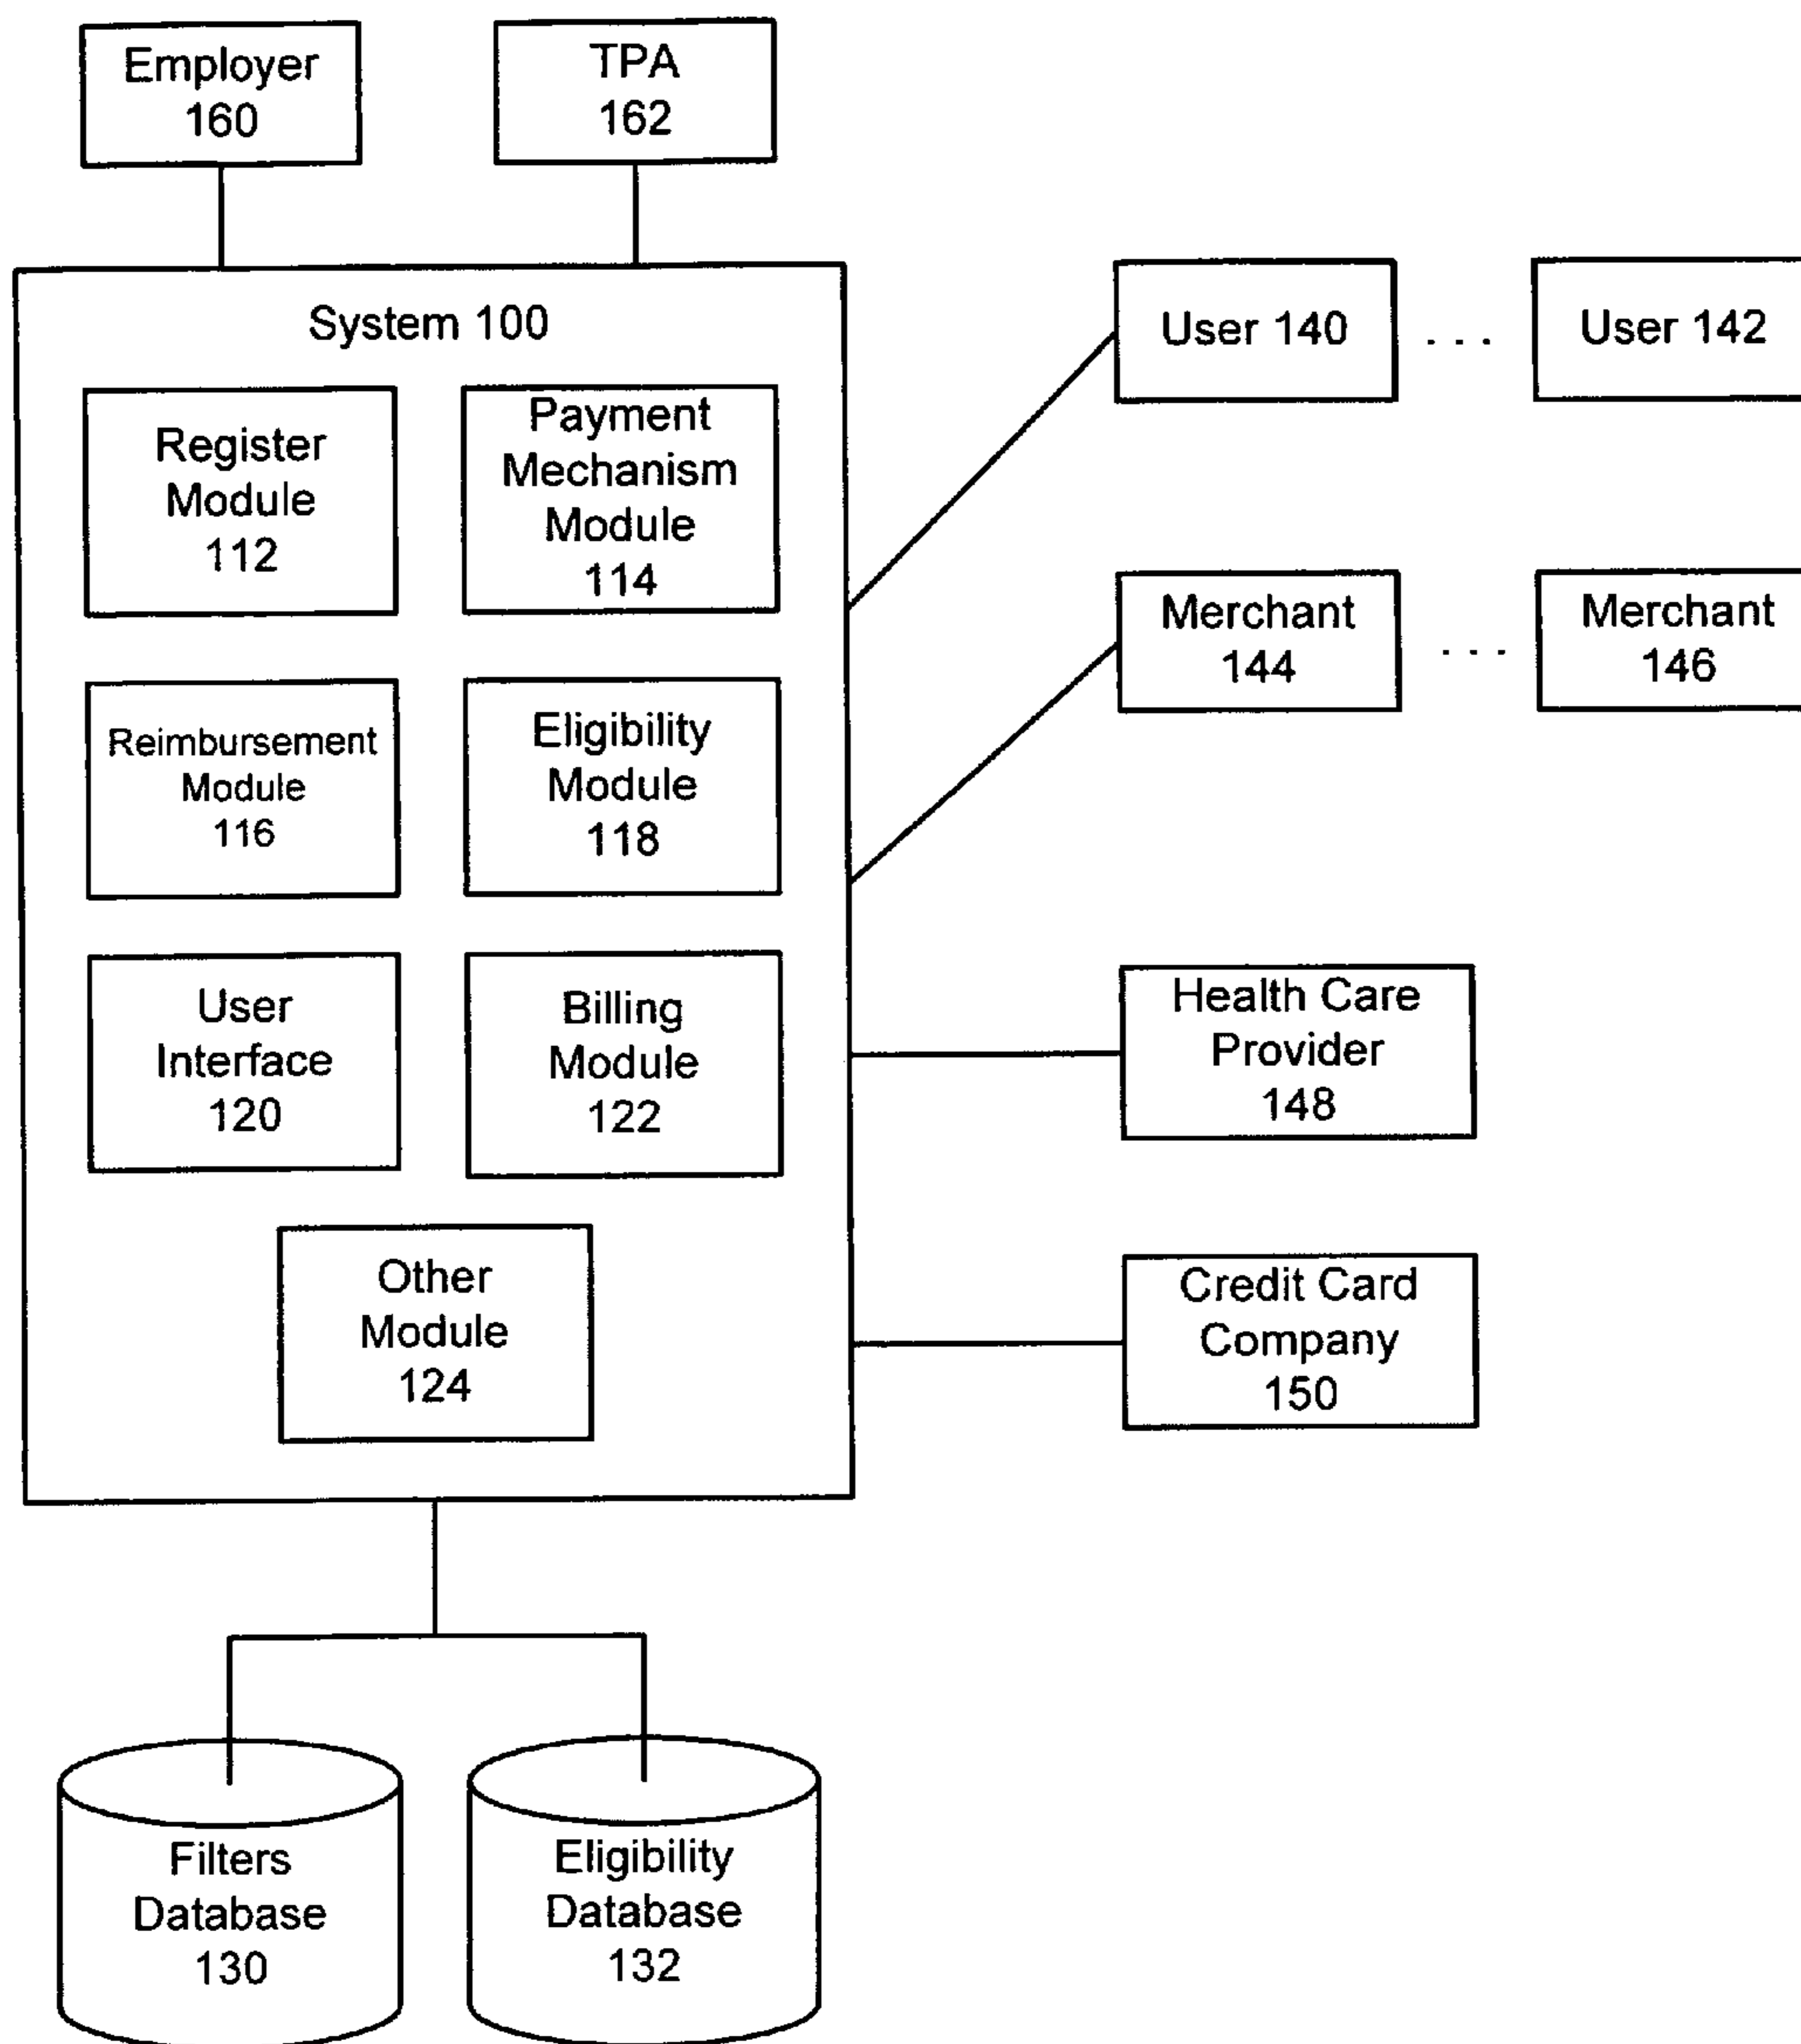 Employer
160
TPA
162
System 100
User 140
. . .
User 142
Register
Module
112
Payment
Mechanism
Module
114
Merchant
144
. . .
Merchant
146
Reimbursement
Module
116
Eligibility
Module
118
User
Interface
120
Billing
Module
122
Health Care
Provider
148
Other
Module
124
Credit Card
Company
150
Filters
Database
130
Eligibility
Database
132